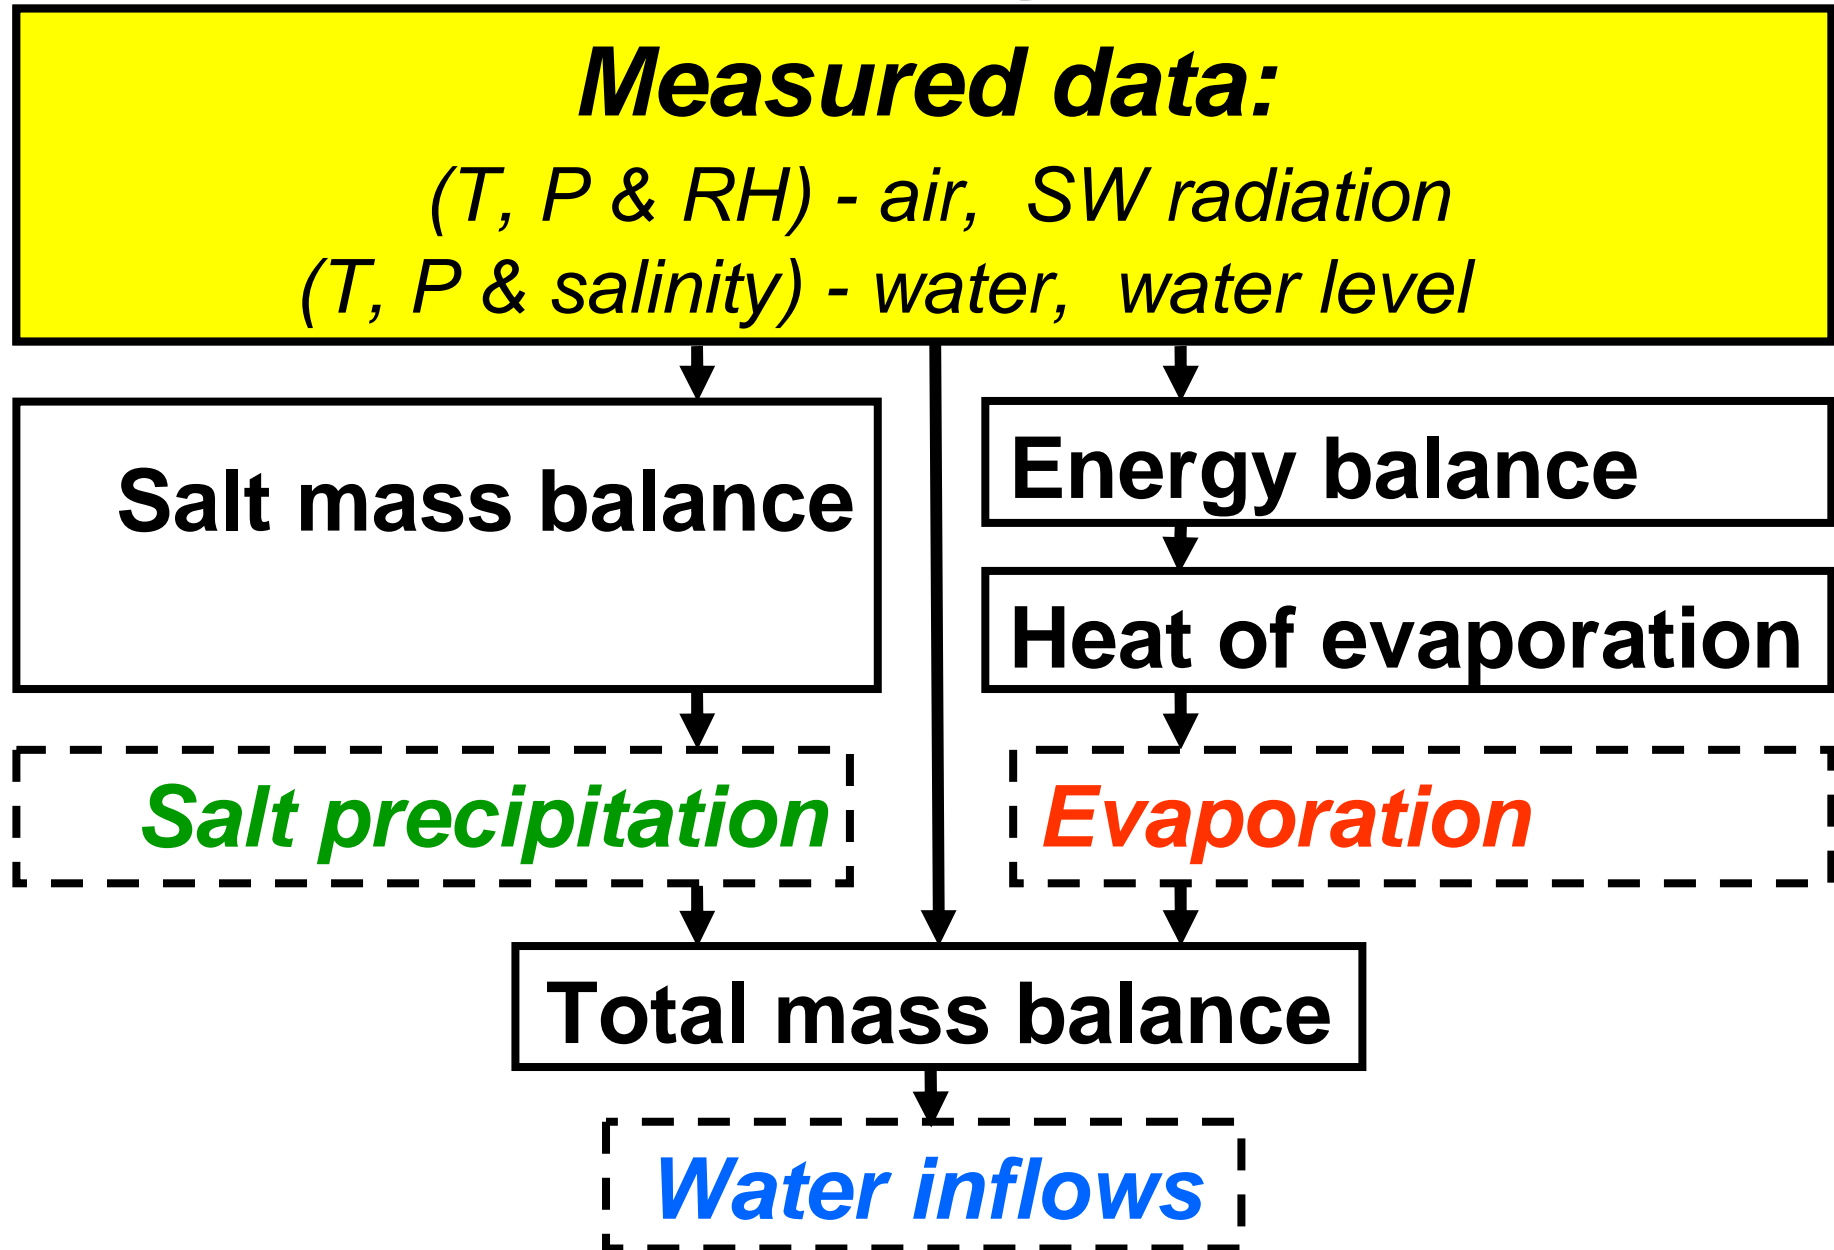 Measured data:
(T, P & RH) - air, SW radiation
(T, P & salinity) - water, water level
Salt mass balance
Energy balance
Heat of evaporation
Salt precipitation
Evaporation
Total mass balance
Water inflows